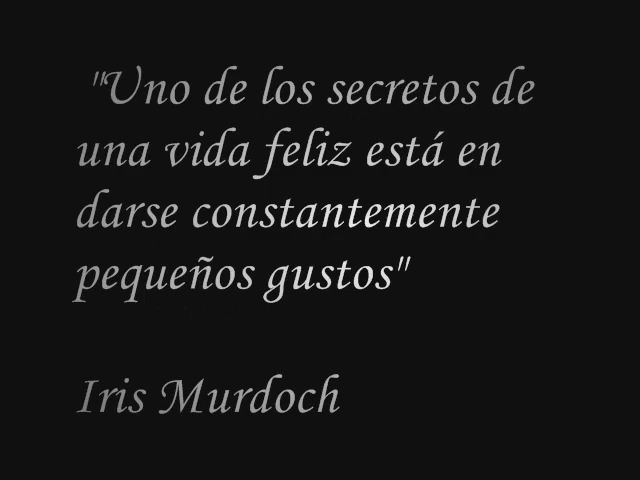 "Uno de los secretos de
una vida feliz está en
darse constantemente
pequeños gustos"
Iris Murdoch